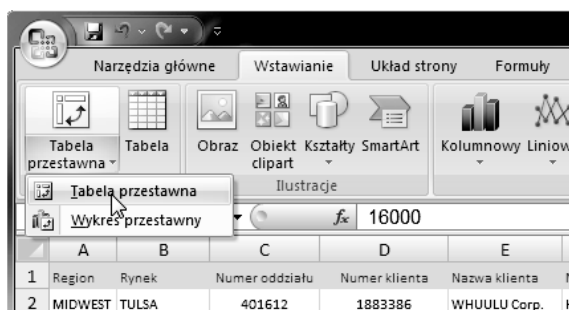 Narzędzia główne Wstawianie Układ strony Formuły
Tabela przestawna Tabela Obraz Obiekt clipart Kształty SmartArt Kolumnowy Liniow
Ilustracje
Tabela przestawna
Wykres przestawny
fx 16000
A B C D E
1 Region Rynek Numer oddziału Numer klienta Nazwa klienta
2 MIDWEST TULSA 401612 1883386 WHUULU Corp.